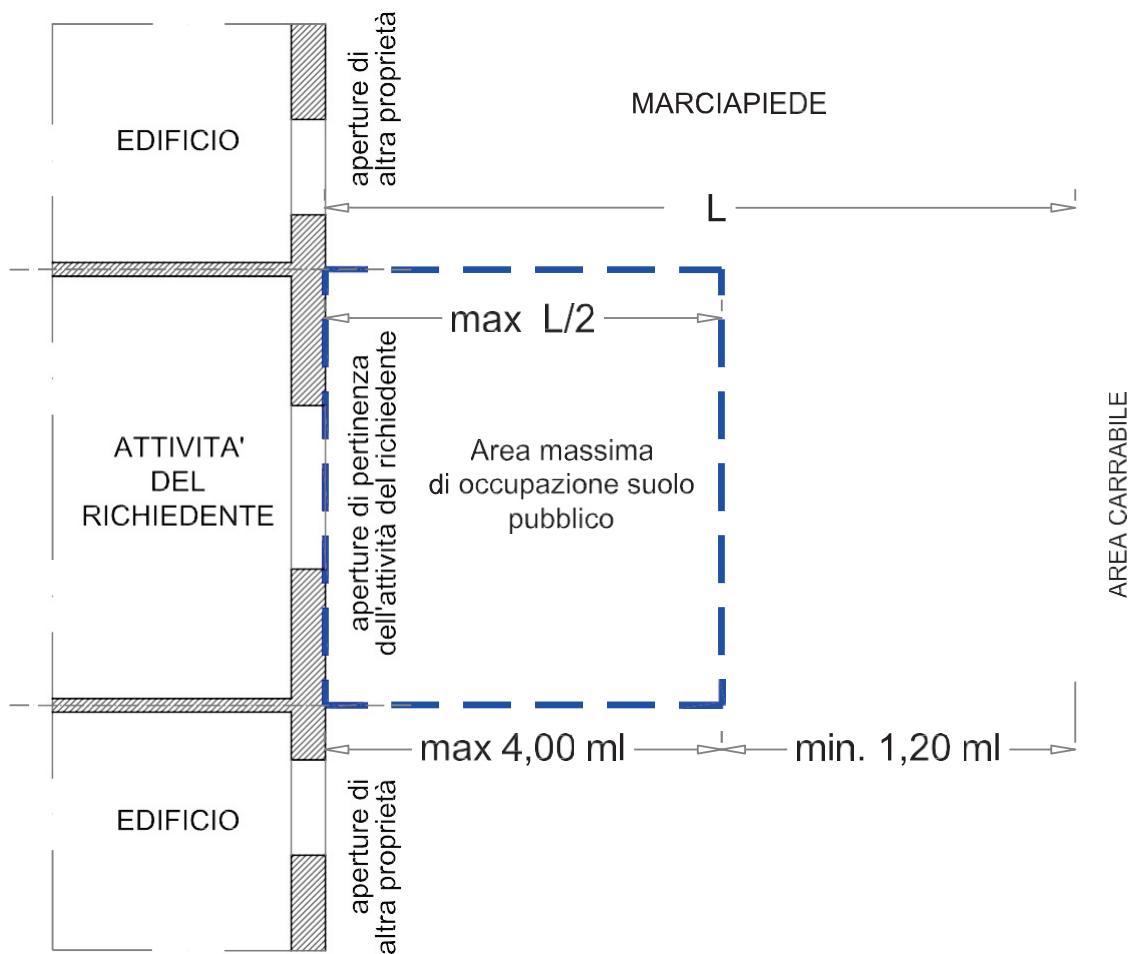 EDIFICIO
aperture di
altra proprietà
MARCIAPIEDE
L
max L/2
ATTIVITA'
DEL
RICHIEDENTE
aperture di pertinenza
dell'attività del richiedente
Area massima
di occupazione suolo
pubblico
AREA CARRABILE
max 4,00 ml
min. 1,20 ml
EDIFICIO
aperture di
altra proprietà